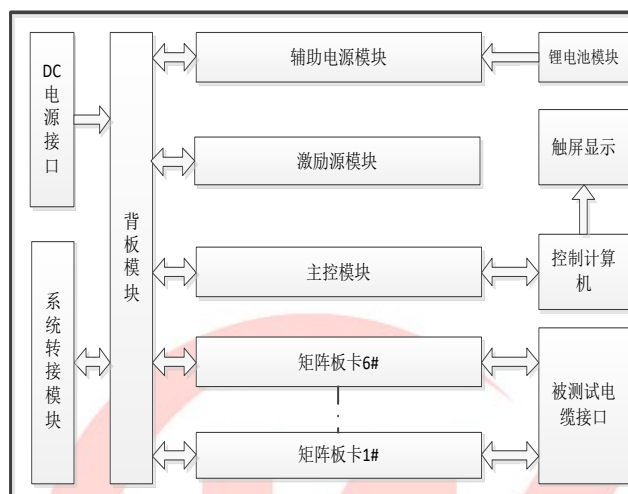 DC
电
源
接
口
系
统
转
接
模
块
背
板
模
块
辅助电源模块
锂电池模块
激励源模块
触屏显示
主控模块
控制计算
机
矩阵板卡6#
被测试电
缆接口
矩阵板卡1#